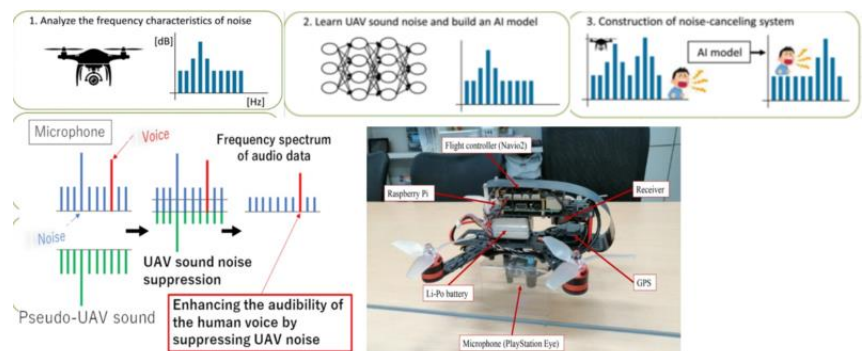 1. Analyze the frequency characteristics of noise
[dB]
[Hz]
2. Learn UAV sound noise and build an AI model
3. Construction of noise-canceling system
AI model
Microphone
Voice
Noise
Pseudo-UAV sound
UAV sound noise
suppression
Frequency spectrum
of audio data
Enhancing the audibility of
the human voice by
suppressing UAV noise
Flight controller (Navio2)
Raspberry Pi
Receiver
Li-Po battery
GPS
Microphone (PlayStation Eye)